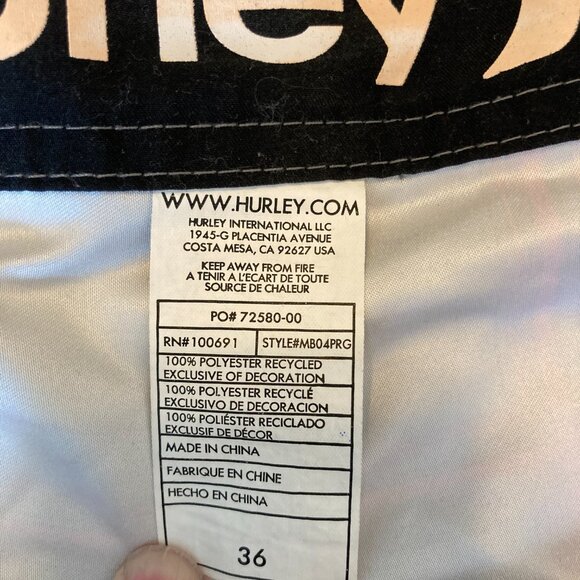 urley
WWW.HURLEY.COM
HURLEY INTERNATIONAL LLC
1945-G PLACENTIA AVENUE
COSTA MESA, CA 92627 USA
KEEP AWAY FROM FIRE
A TENIR A L'ECART DE TOUTE
SOURCE DE CHALEUR
PO# 72580-00
RN#100691 STYLE#MB04PRG
100% POLYESTER RECYCLED
EXCLUSIVE OF DECORATION
100% POLYESTER RECYCLÉ
EXCLUSIVO DE DECORACION
100% POLIÉSTER RECICLADO
EXCLUSIF DE DÉCOR
MADE IN CHINA
FABRIQUE EN CHINE
HECHO EN CHINA
36